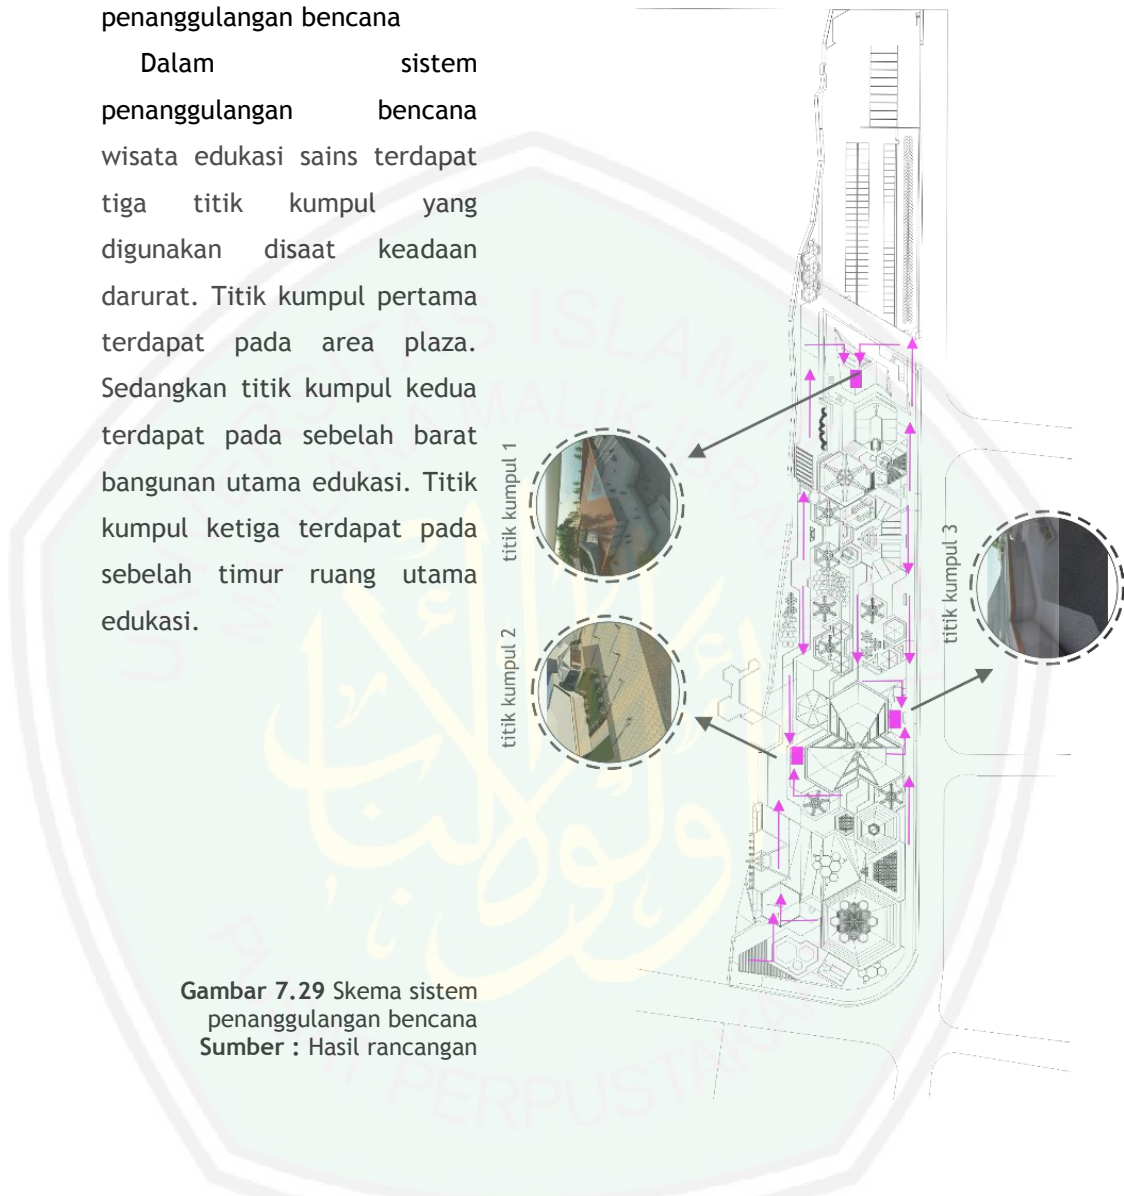 penanggulangan bencana
Dalam sistem
penanggulangan bencana
wisata edukasi sains terdapat
tiga titik kumpul yang
digunakan disaat keadaan
darurat. Titik kumpul pertama
terdapat pada area plaza.
Sedangkan titik kumpul kedua
terdapat pada sebelah barat
bangunan utama edukasi. Titik
kumpul ketiga terdapat pada
sebelah timur ruang utama
edukasi.
titik kumpul 1
titik kumpul 2
titik kumpul 3
Gambar 7.29 Skema sistem
penanggulangan bencana
Sumber : Hasil rancangan